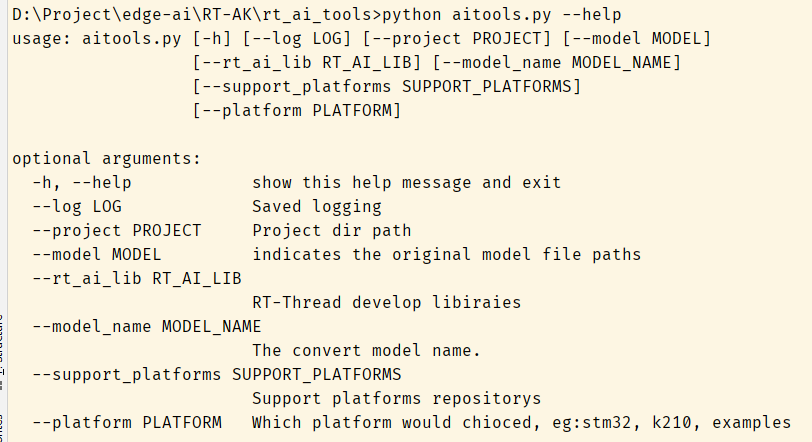 D:\Project\edge-ai\RT-AK\rt_ai_tools>python aitools.py --help
usage: aitools.py [-h] [--log LOG] [--project PROJECT] [--model MODEL]
[--rt_ai_lib RT_AI_LIB] [--model_name MODEL_NAME]
[--support_platforms SUPPORT_PLATFORMS]
[--platform PLATFORM]
optional arguments:
-h, --help show this help message and exit
--log LOG Saved logging
--project PROJECT Project dir path
--model MODEL indicates the original model file paths
--rt_ai_lib RT_AI_LIB
RT-Thread develop libiraies
--model_name MODEL_NAME
The convert model name.
--support_platforms SUPPORT_PLATFORMS
Support platforms repositorys
--platform PLATFORM Which platform would chioced, eg:stm32, k210, examples